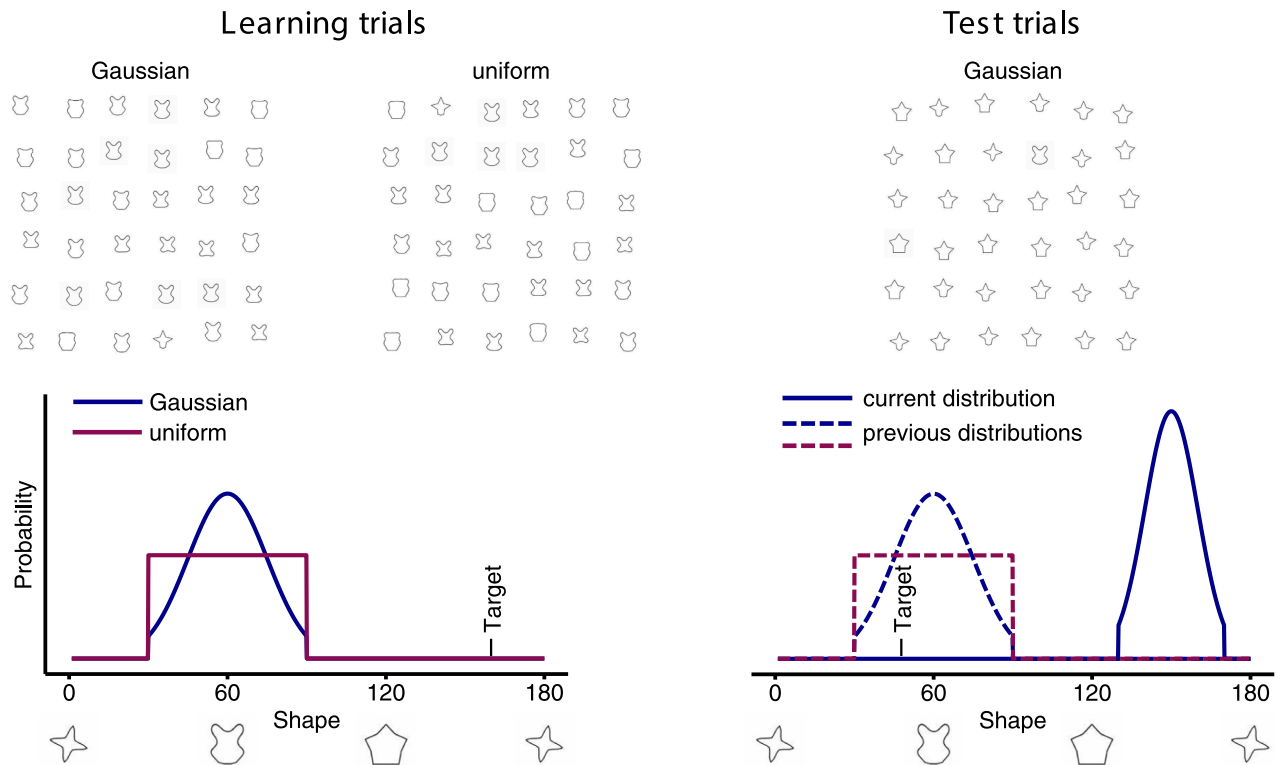 Learning trials
Test trials
Gaussian
uniform
Gaussian
Gaussian
uniform
Probability
Target
0
60
120
180
Shape
current distribution
previous distributions
Target
0
60
120
180
Shape